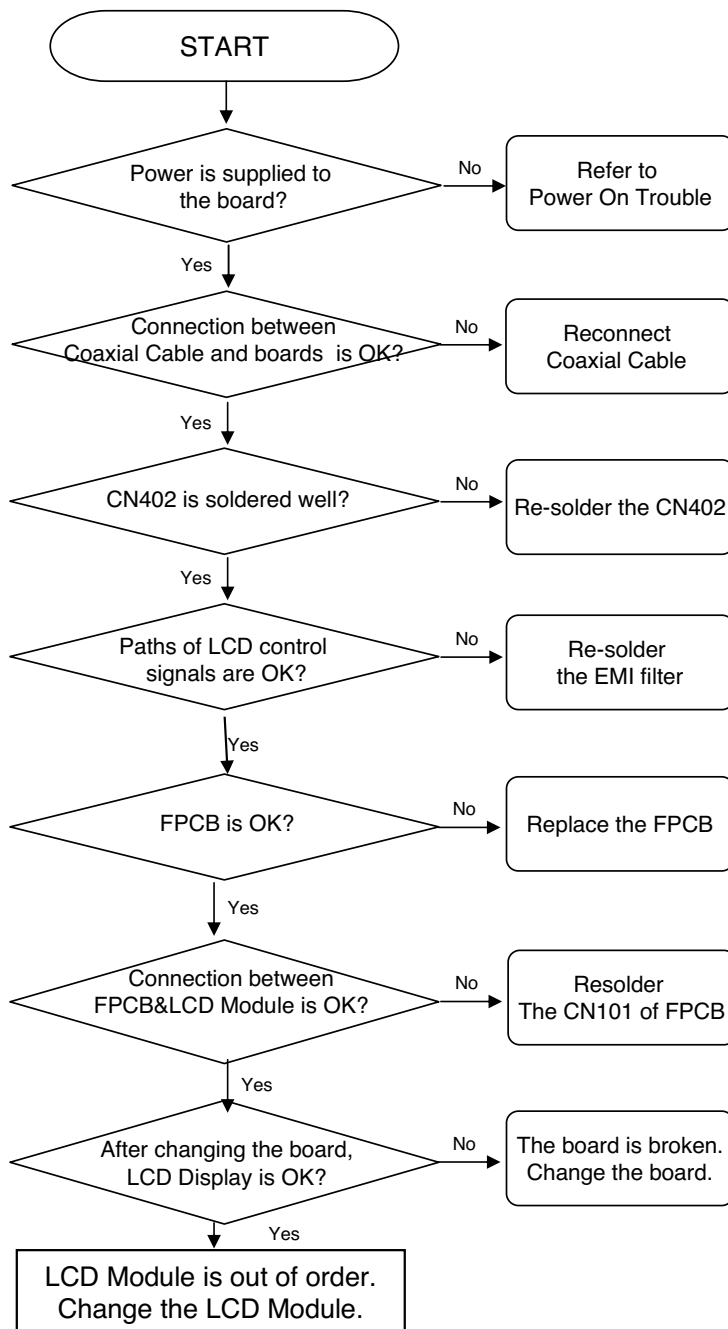 START
Power is supplied to
the board?
No
Refer to
Power On Trouble
Yes
Connection between
Coaxial Cable and boards  is OK?
No
Reconnect
Coaxial Cable
Yes
CN402 is soldered well?
No
Re-solder the CN402
Yes
Paths of LCD control
signals are OK?
No
Re-solder
the EMI filter
Yes
FPCB is OK?
No
Replace the FPCB
Yes
Connection between
FPCB&LCD Module is OK?
No
Resolder
The CN101 of FPCB
Yes
After changing the board,
LCD Display is OK?
No
The board is broken.
Change the board.
Yes
LCD Module is out of order.
Change the LCD Module.